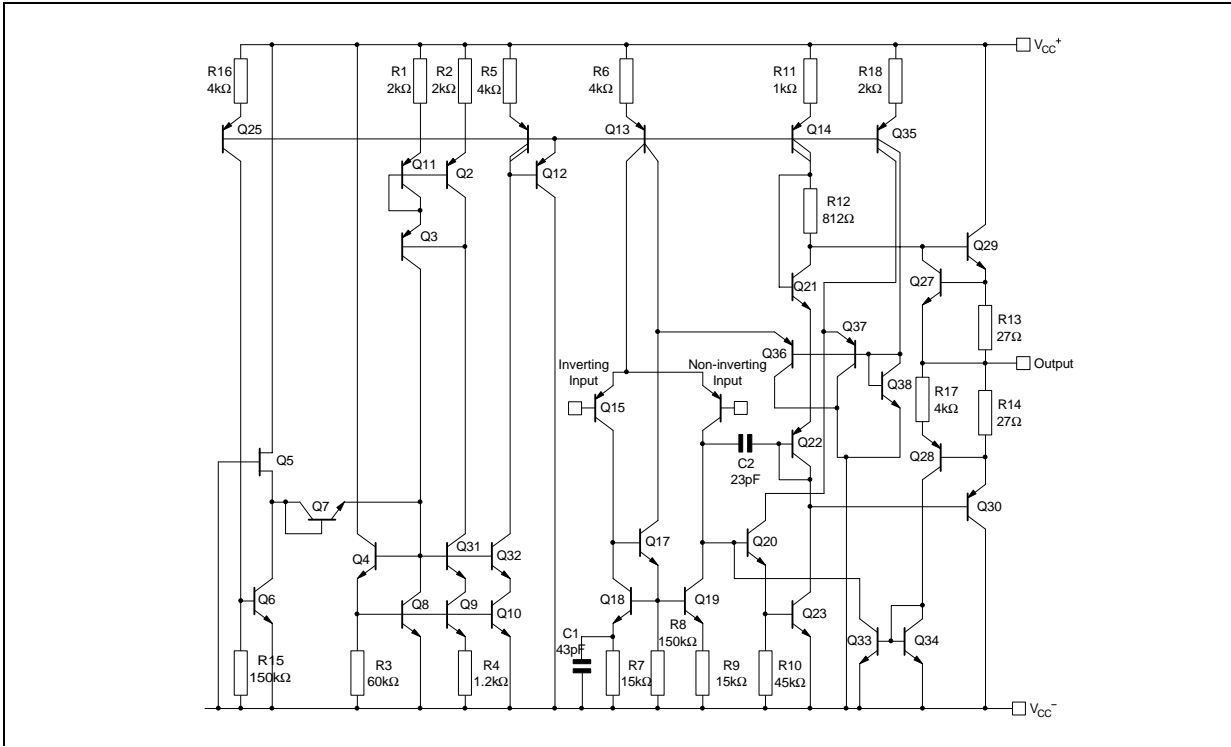 V_CC^+
R16
4kΩ
R1
2kΩ
R2
2kΩ
R5
4kΩ
R6
4kΩ
R11
1kΩ
R18
2kΩ
Q25
Q13
Q14
Q35
Q11
Q2
Q12
R12
812Ω
Q3
Q29
Q27
Q21
R13
27Ω
Q37
Q36
Output
Inverting
Input
Non-inverting
Input
Q38
R17
4kΩ
R14
27Ω
Q15
Q22
Q28
C2
23pF
Q5
Q7
Q30
Q4
Q31
Q32
Q17
Q20
Q6
Q8
Q9
Q10
Q18
Q19
Q23
C1
43pF
R8
150kΩ
Q33
Q34
R15
150kΩ
R3
60kΩ
R4
1.2kΩ
R7
15kΩ
R9
15kΩ
R10
45kΩ
V_CC^−